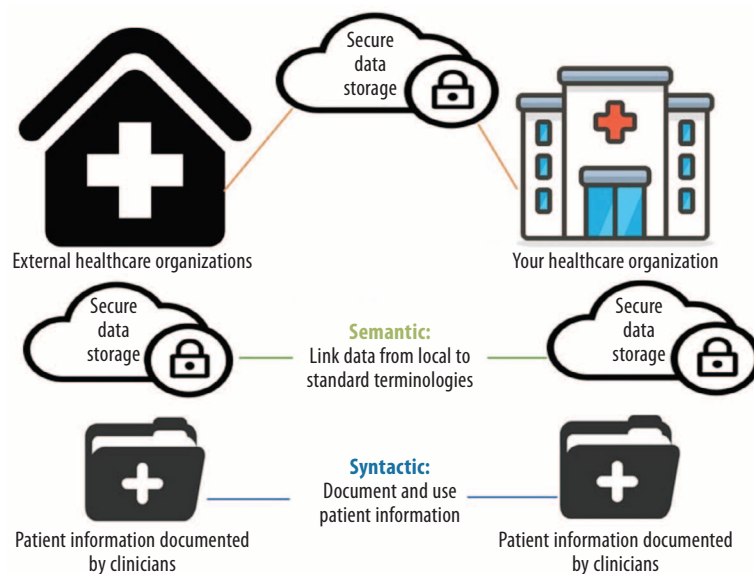 Secure
data
storage
External healthcare organizations
Your healthcare organization
Secure
data
storage
Semantic:
Link data from local to
standard terminologies
Secure
data
storage
Syntactic:
Document and use
patient information
Patient information documented
by clinicians
Patient information documented
by clinicians